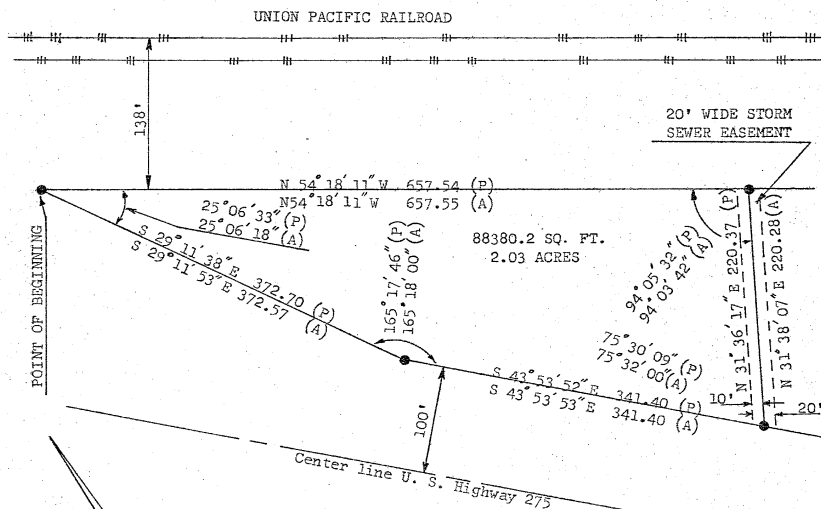 UNION PACIFIC RAILROAD
138'
20' WIDE STORM
SEWER EASEMENT
N 54°18'11"W 657.54 (P)
N54°18'11"W 657.55 (A)
25°06'33"(P)
25°06'18"(A)
POINT OF BEGINNING
S 29°11'38"E 372.70 (P)
S 29°11'53"E 372.57 (A)
165°17'46"(P)
165°18'00"(A)
88380.2 SQ. FT.
2.03 ACRES
94°05'32"(P)
94°03'42"(A)
N 31°36'17"E 220.37 (P)
N 31°38'07"E 220.28(A)
75°30'09"(P)
75°32'00"(A)
S 43°53'52"E 341.40 (P)
S 43°53'53"E 341.40 (A)
10'
20'
100'
Center line U. S. Highway 275